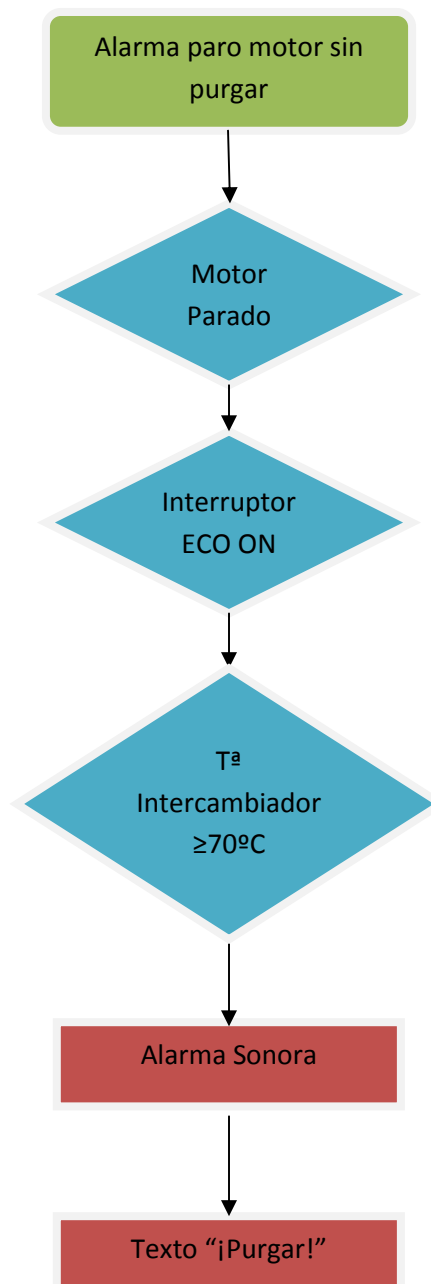 Alarma paro motor sin
purgar
Motor
Parado
Interruptor
ECO ON
Tª
Intercambiador
≥70ºC
Alarma Sonora
Texto “¡Purgar!”